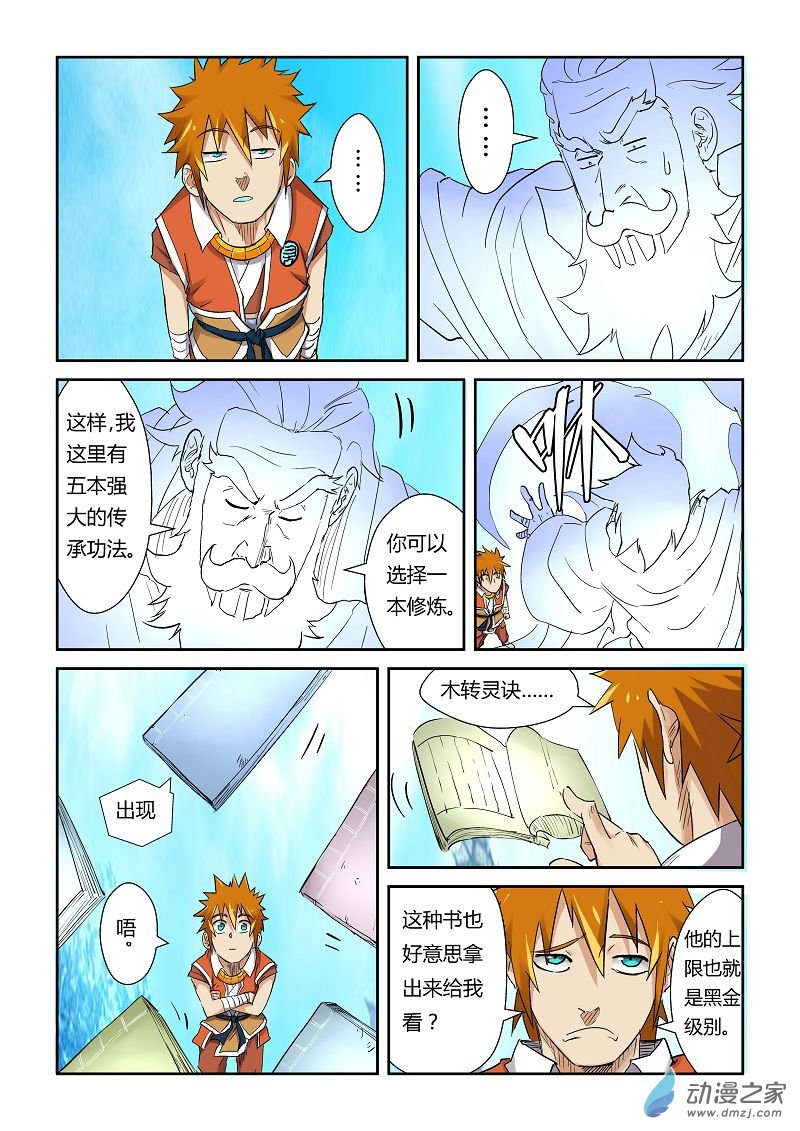 ……
……
这样，我
这里有
五本强
大的传
承功法。
你可以
选择一
本修炼。
咻
出现
唔。
木转灵诀……
这种书也
好意思拿
出来给我
看？
他的上
限也就
是黑金
级别。
动漫之家
www.dmzj.com